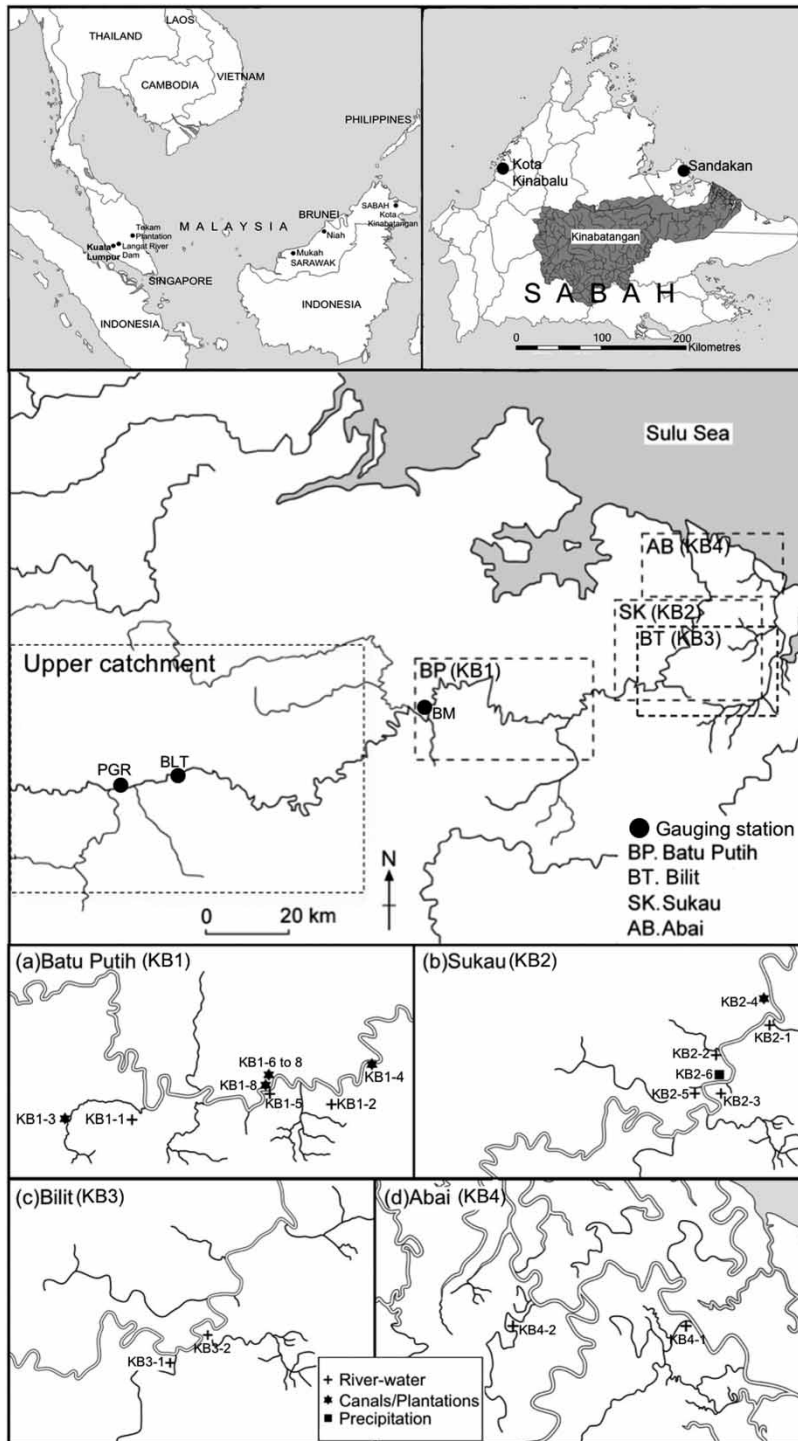 LAOS
THAILAND
CAMBODIA
VIETNAM
PHILIPPINES
MALAYSIA
BRUNEI
SABAH
Kota
Kinabatangan
Niah
Mukah
SARAWAK
Tekam
Plantation
Kuala
Lumpur
Langat River
Dam
SINGAPORE
INDONESIA
INDONESIA
Kota
Kinabalu
Sandakan
Kinabatangan
SABAH
0 100 200
Kilometres
Sulu Sea
AB (KB4)
SK (KB2)
BT (KB3)
Upper catchment
BP (KB1)
BM
PGR
BLT
N
0 20 km
Gauging station
BP. Batu Putih
BT. Bilit
SK. Sukau
AB. Abai
(a)Batu Putih (KB1)
KB1-6 to 8
KB1-8
KB1-5
KB1-4
KB1-2
KB1-3
KB1-1
(b)Sukau (KB2)
KB2-4
KB2-1
KB2-2
KB2-6
KB2-5
KB2-3
(c)Bilit (KB3)
KB3-2
KB3-1
(d)Abai (KB4)
KB4-2
KB4-1
River-water
Canals/Plantations
Precipitation